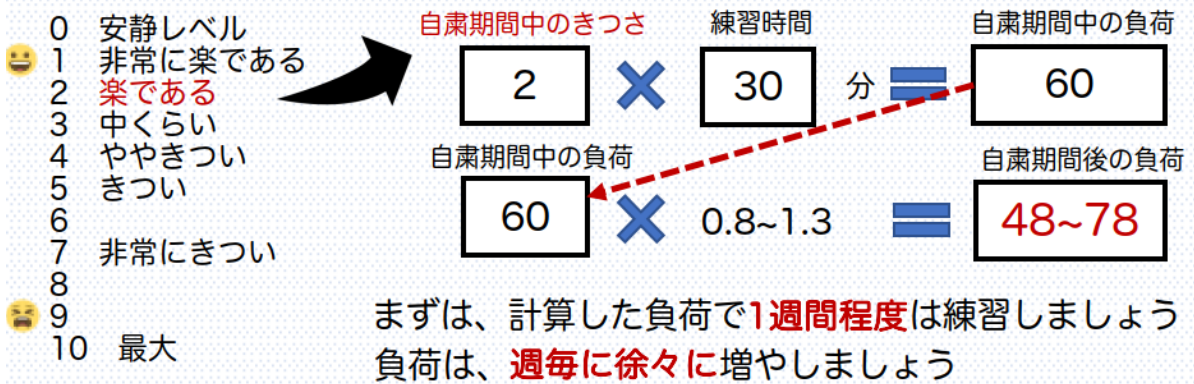 0 安静レベル
1 非常に楽である
2 楽である
3 中くらい
4 ややきつい
5 きつい
6
7 非常にきつい
8
9
10 最大
自粛期間中のきつさ 練習時間 自粛期間中の負荷
2 × 30 分 = 60
自粛期間中の負荷 自粛期間後の負荷
60 × 0.8~1.3 = 48~78
まずは、計算した負荷で1週間程度は練習しましょう
負荷は、週毎に徐々に増やしましょう